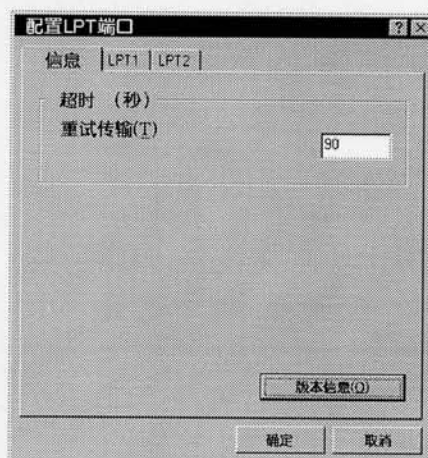 配置LPT端口
信息 LPT1 LPT2
超时 (秒)
重试传输(T)
90
版本信息(O)
确定 取消